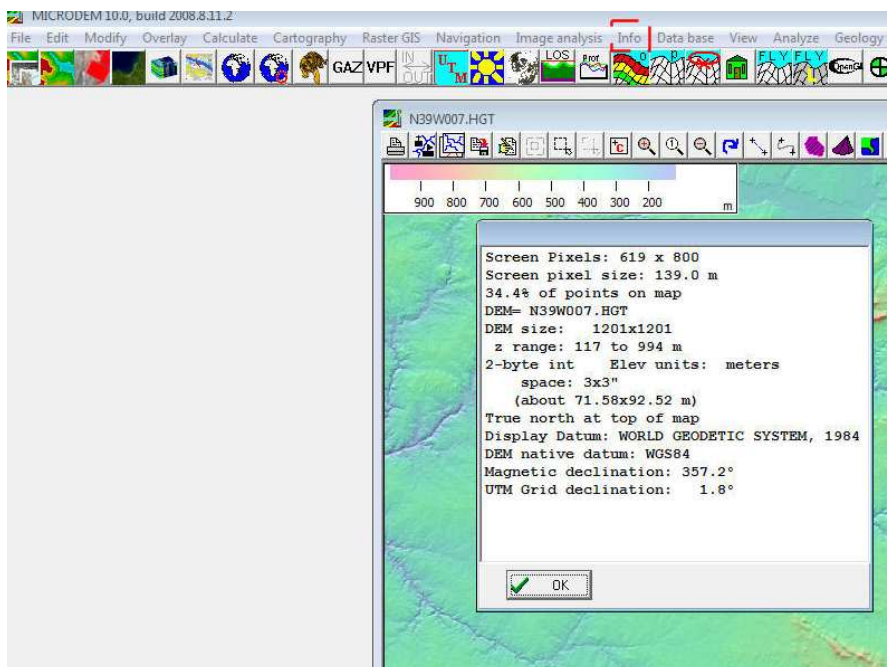 MICRODEM 10.0, build 2008.8.11.2
File Edit Modify Overlay Calculate Cartography Raster GIS Navigation Image analysis Info Data base View Analyze Geology
GAZ VPF IN OUT UTM LOS Prof O P FLY FLY OpenGl
N39W007.HGT
C 1
900 800 700 600 500 400 300 200 m
Screen Pixels: 619 x 800
Screen pixel size: 139.0 m
34.4% of points on map
DEM= N39W007.HGT
DEM size: 1201x1201
z range: 117 to 994 m
2-byte int Elev units: meters
space: 3x3"
(about 71.58x92.52 m)
True north at top of map
Display Datum: WORLD GEODETIC SYSTEM, 1984
DEM native datum: WGS84
Magnetic declination: 357.2°
UTM Grid declination: 1.8°
OK